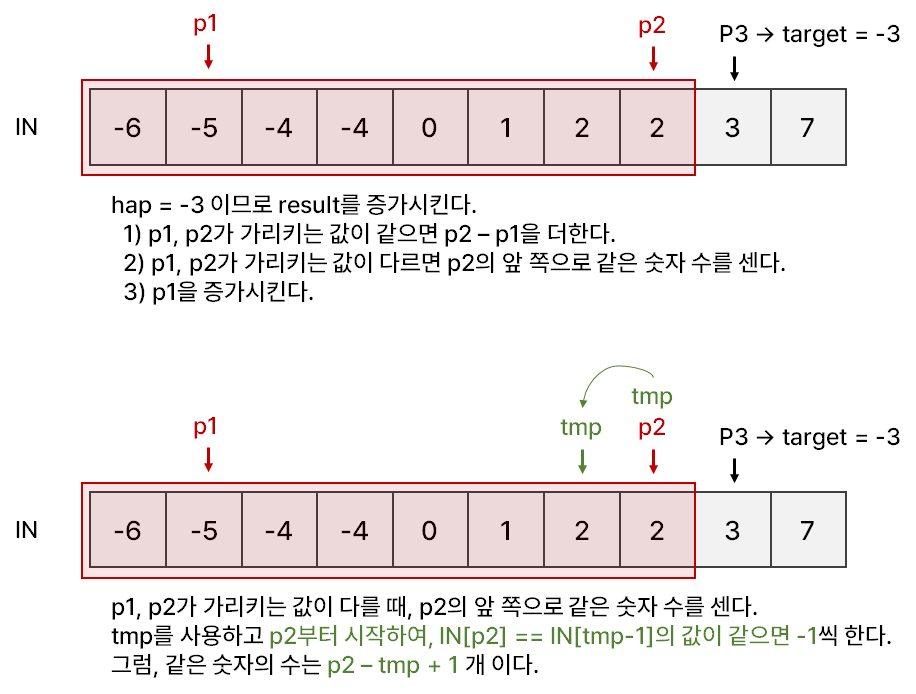 p1
p2
P3 → target = -3
IN
-6 -5 -4 -4 0 1 2 2 3 7
hap = -3 이므로 result를 증가시킨다.
1) p1, p2가 가리키는 값이 같으면 p2 – p1을 더한다.
2) p1, p2가 가리키는 값이 다르면 p2의 앞 쪽으로 같은 숫자 수를 센다.
3) p1을 증가시킨다.
tmp
p1
tmp
p2
P3 → target = -3
IN
-6 -5 -4 -4 0 1 2 2 3 7
p1, p2가 가리키는 값이 다를 때, p2의 앞 쪽으로 같은 숫자 수를 센다.
tmp를 사용하고 p2부터 시작하여, IN[p2] == IN[tmp-1]의 값이 같으면 -1씩 한다.
그럼, 같은 숫자의 수는 p2 – tmp + 1 개 이다.